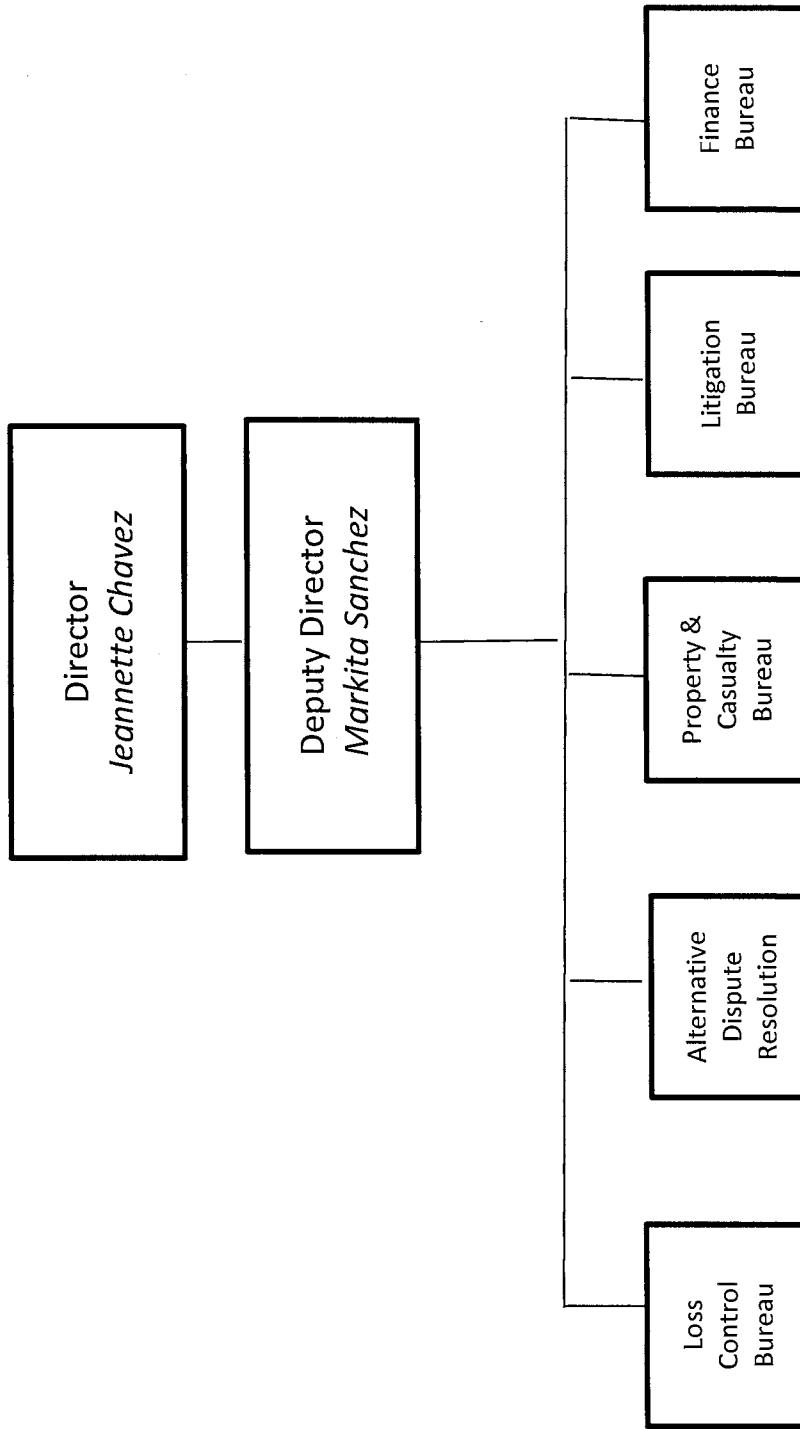 Director
Jeannette Chavez
Deputy Director
Markita Sanchez
Loss
Control
Bureau
Alternative
Dispute
Resolution
Property &
Casualty
Bureau
Litigation
Bureau
Finance
Bureau